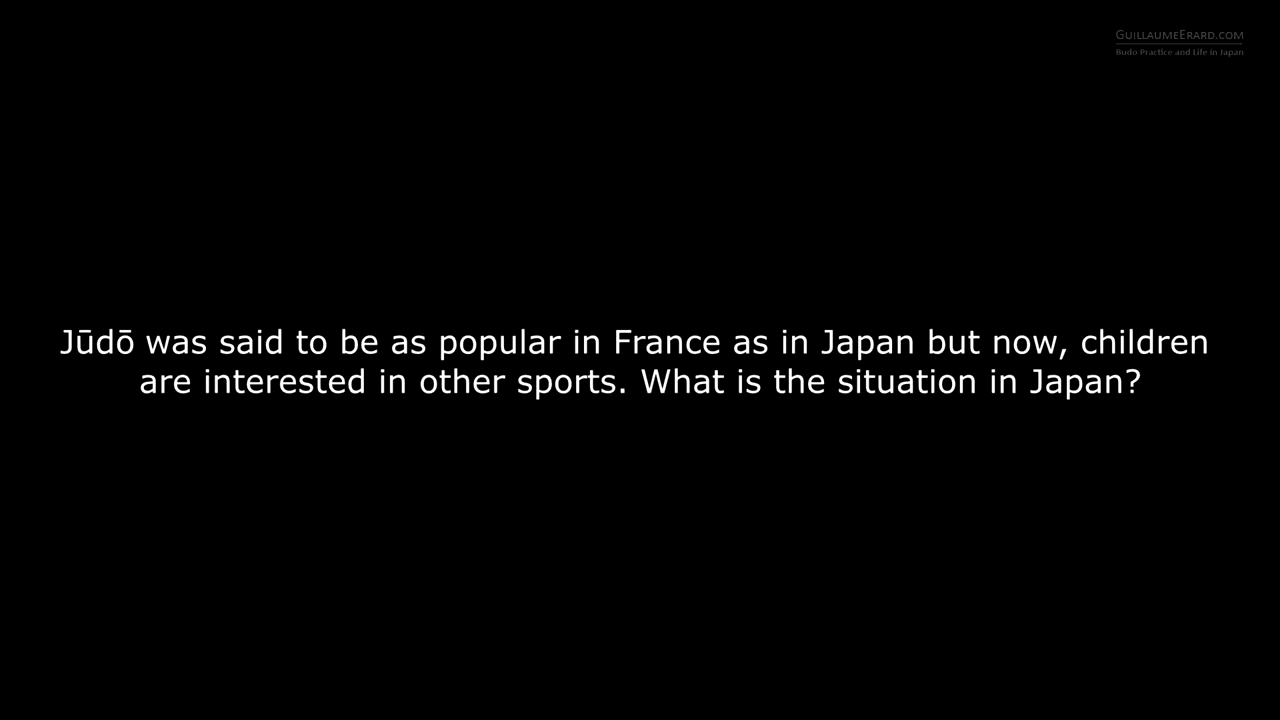 GUILLAUMEERARD.COM
Budo Practice and Life in Japan
Jūdō was said to be as popular in France as in Japan but now, children
are interested in other sports. What is the situation in Japan?